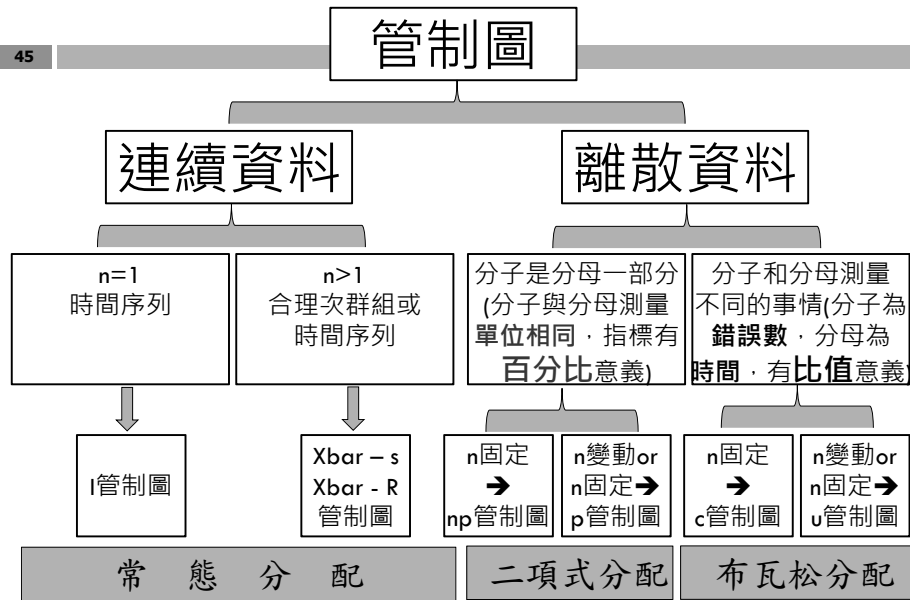 45
管制圖
連續資料
離散資料
n=1
時間序列
n>1
合理次群組或
時間序列
分子是分母一部分
(分子與分母測量
單位相同，指標有
百分比意義)
分子和分母測量
不同的事情(分子為
錯誤數，分母為
時間，有比值意義)
I管制圖
Xbar – s
Xbar - R
管制圖
n固定
➔
np管制圖
n變動or
n固定➔
p管制圖
n固定
➔
c管制圖
n變動or
n固定➔
u管制圖
常態分配
二項式分配
布瓦松分配